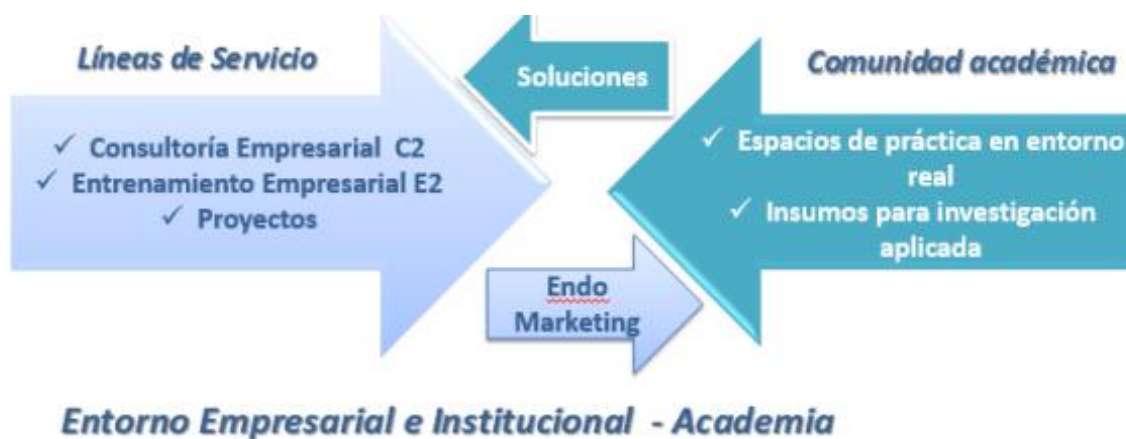 Líneas de Servicio
✓ Consultoría Empresarial C2
✓ Entrenamiento Empresarial E2
✓ Proyectos
Soluciones
Comunidad académica
✓ Espacios de práctica en entorno
real
✓ Insumos para investigación
aplicada
Endo
Marketing
Entorno Empresarial e Institucional - Academia